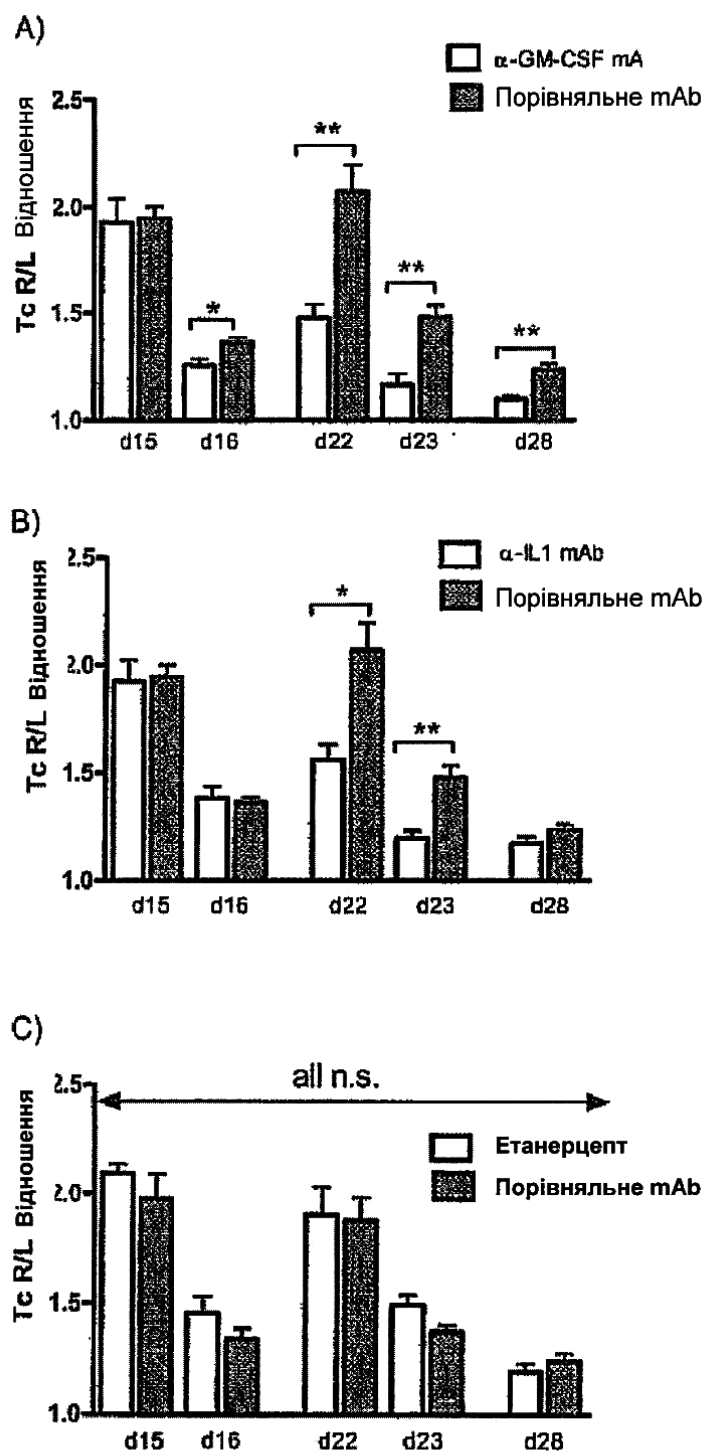 A)
α-GM-CSF mA
Порівняльне mAb
Tc R/L Відношення
2.5
2.0
1.5
1.0
**
*
**
**
d15 d16 d22 d23 d28
B)
α-IL1 mAb
Порівняльне mAb
Tc R/L Відношення
2.5
2.0
1.5
1.0
*
**
d15 d16 d22 d23 d28
C)
all n.s.
Етанерцепт
Порівняльне mAb
Tc R/L Відношення
2.5
2.0
1.5
1.0
d15 d16 d22 d23 d28